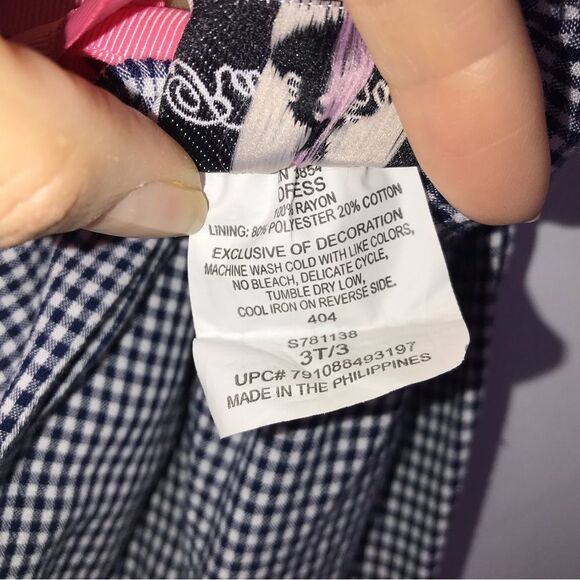 DRESS
100% RAYON
LINING: 80% POLYESTER 20% COTTON
EXCLUSIVE OF DECORATION
MACHINE WASH COLD WITH LIKE COLORS,
NO BLEACH, DELICATE CYCLE,
TUMBLE DRY LOW,
COOL IRON ON REVERSE SIDE.
404
S781138
3T/3
UPC# 791088493197
MADE IN THE PHILIPPINES